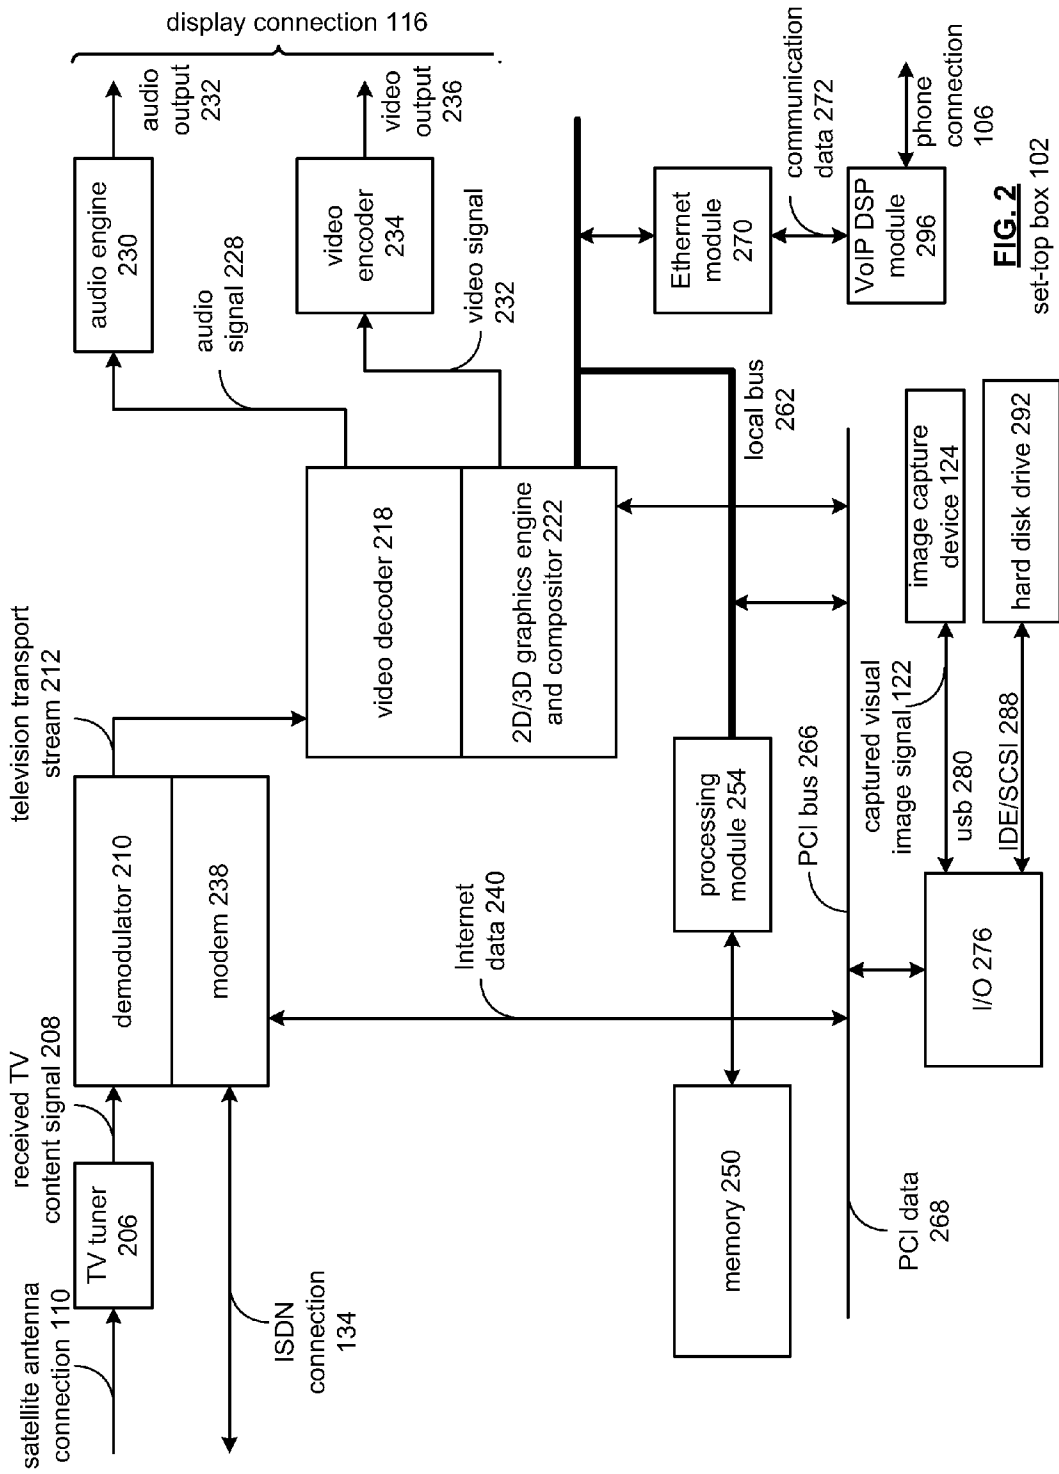 display connection 116
audio
output
232
video
output
236
audio engine
230
video
encoder
234
audio
signal 228
video signal
232
television transport
stream 212
video decoder 218
2D/3D graphics engine
and compositor 222
received TV
content signal 208
demodulator 210
modem 238
satellite antenna
connection 110
TV tuner
206
ISDN
connection
134
Internet
data 240
local bus
262
Ethernet
module
270
communication
data 272
VoIP DSP
module
296
phone
connection
106
processing
module 254
memory 250
PCI bus 266
PCI data
268
captured visual
image signal 122
usb 280
IDE/SCSI 288
I/O 276
image capture
device 124
hard disk drive 292
FIG. 2
set-top box 102